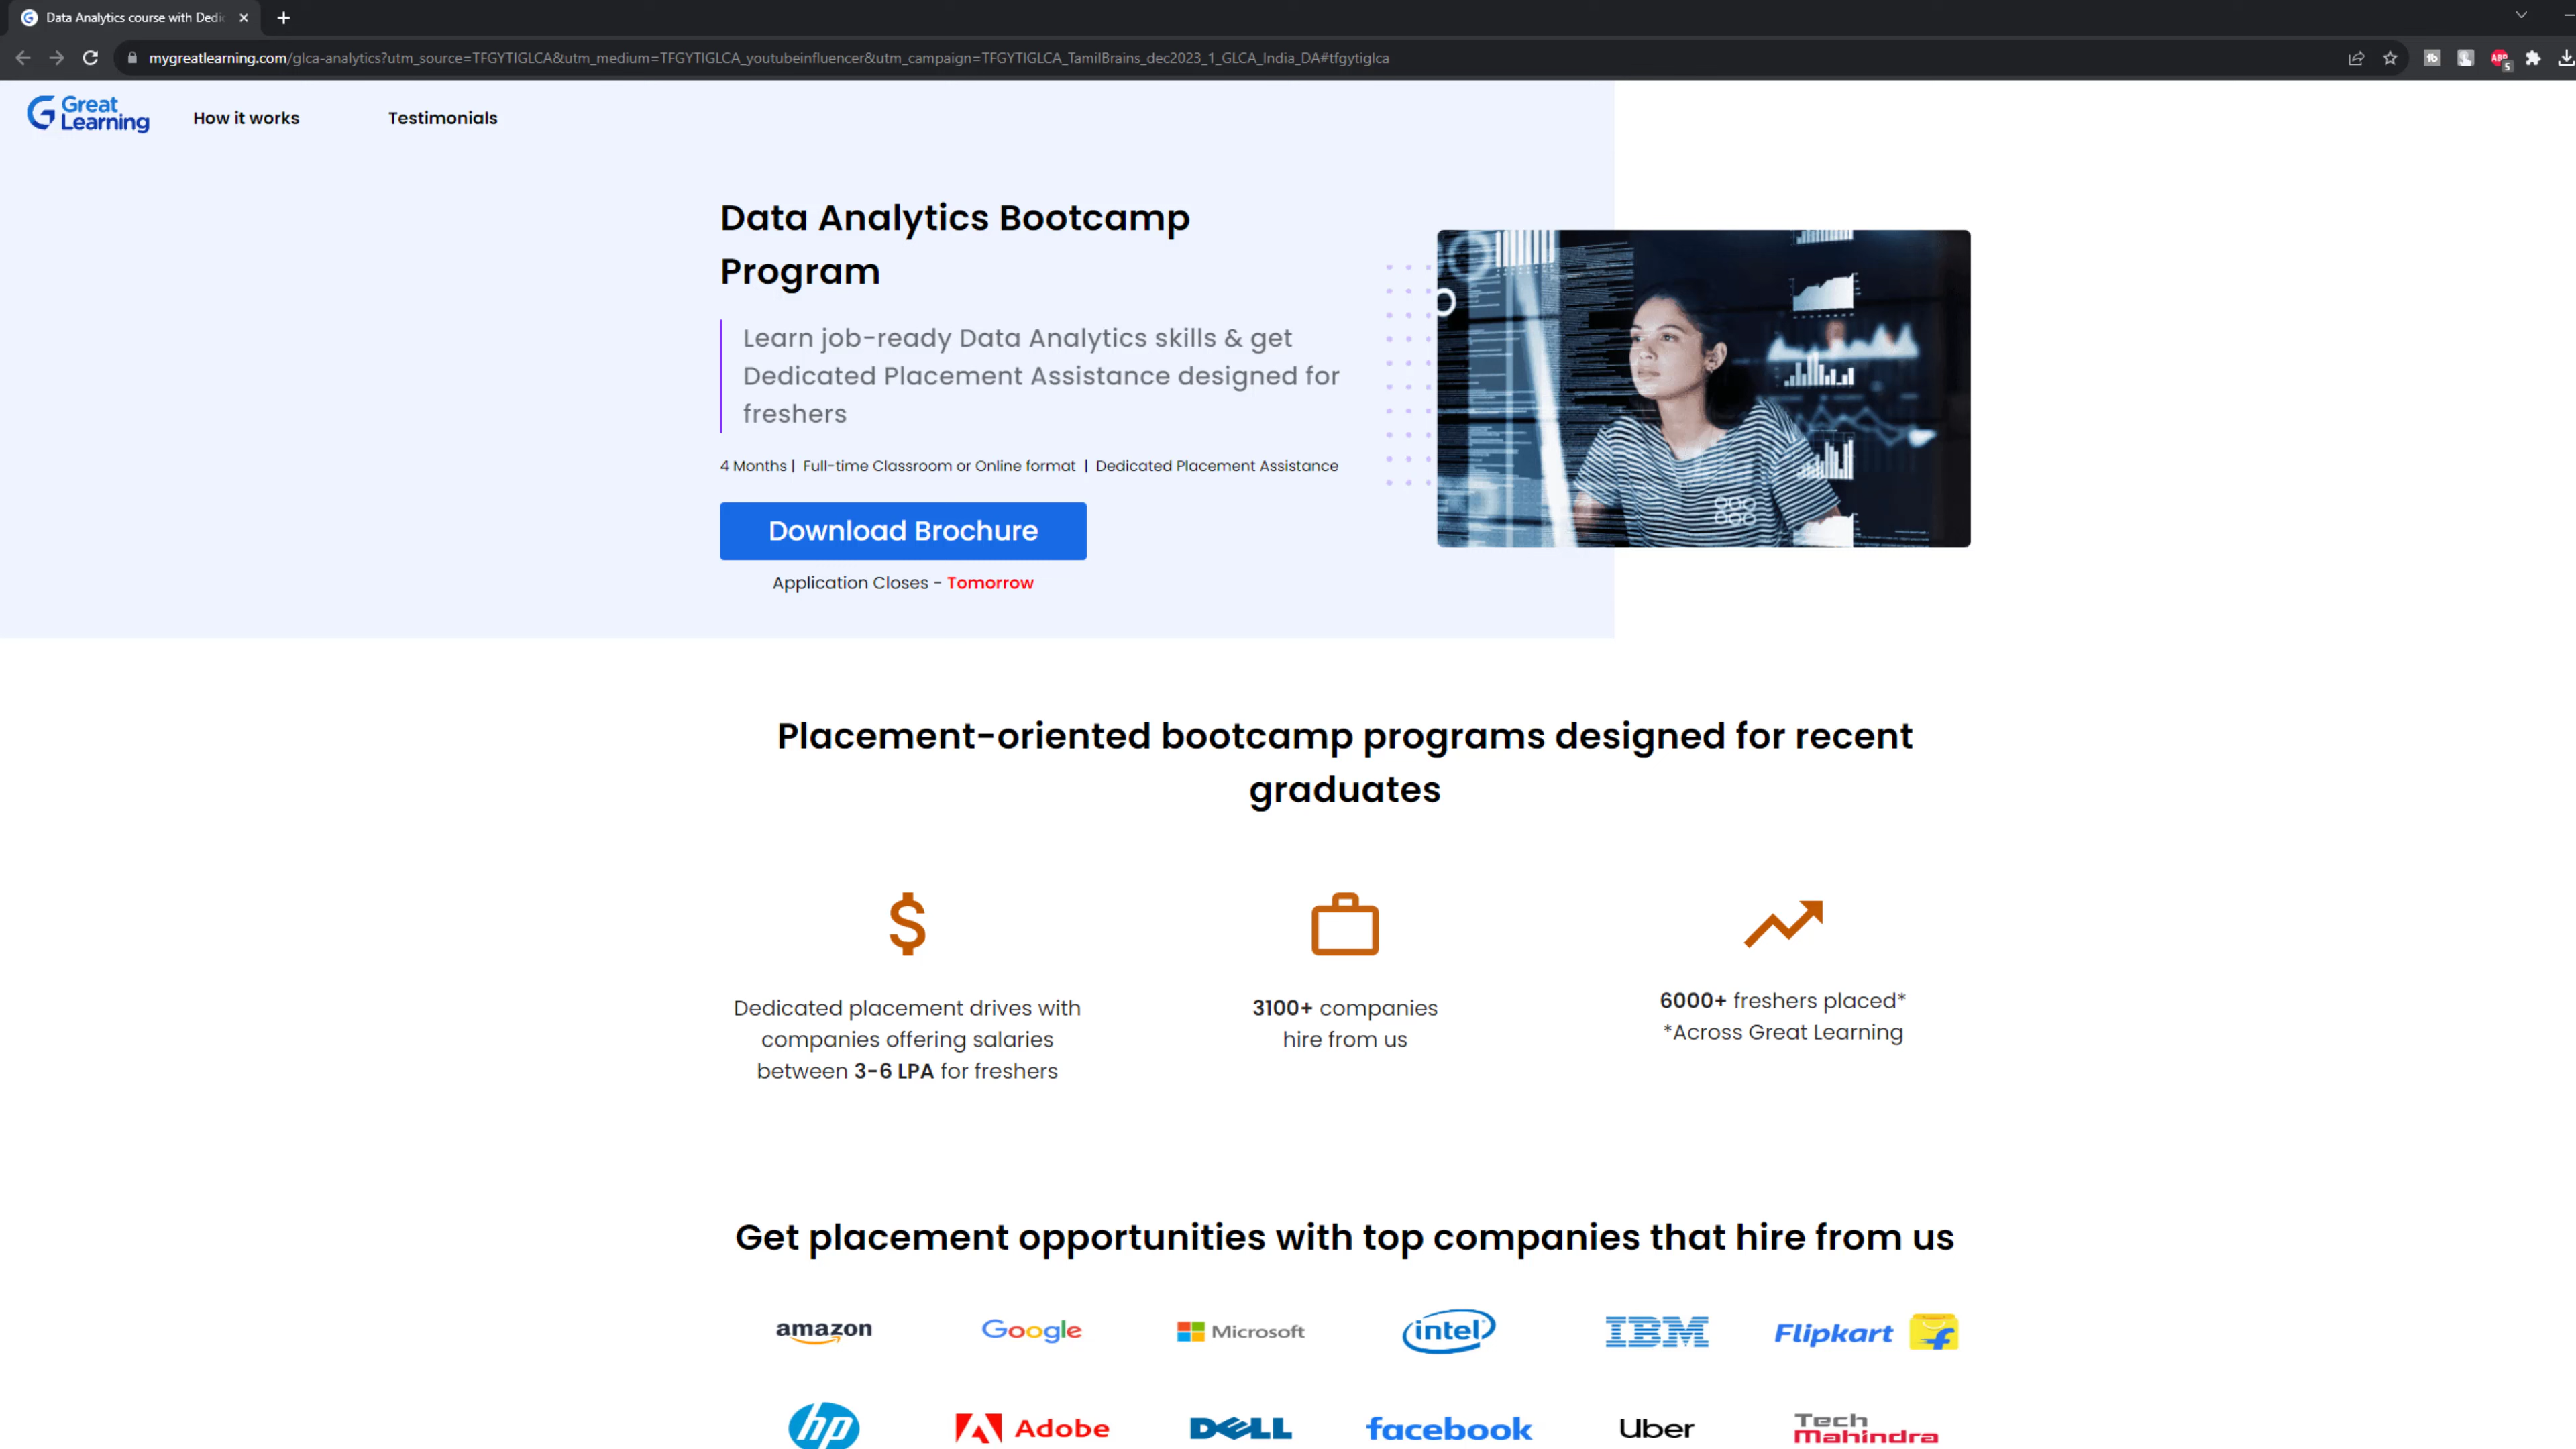 Data Analytics course with Dedic
mygreatlearning.com/glca-analytics?utm_source=TFGYTIGLCA&utm_medium=TFGYTIGLCA_youtubeinfluencer&utm_campaign=TFGYTIGLCA_TamilBrains_dec2023_1_GLCA_India_DA#tfgytiglca
ABP
5
Great
Learning
How it works
Testimonials
Data Analytics Bootcamp
Program
Learn job-ready Data Analytics skills & get
Dedicated Placement Assistance designed for
freshers
4 Months | Full-time Classroom or Online format | Dedicated Placement Assistance
Download Brochure
Application Closes - Tomorrow
Placement-oriented bootcamp programs designed for recent
graduates
$
Dedicated placement drives with
companies offering salaries
between 3-6 LPA for freshers
3100+ companies
hire from us
6000+ freshers placed*
*Across Great Learning
Get placement opportunities with top companies that hire from us
amazon
Google
Microsoft
intel
IBM
Flipkart
hp
Adobe
DELL
facebook
Uber
Tech
Mahindra